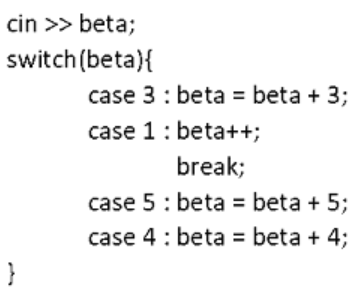 cin >> beta;
switch(beta){
case 3 : beta = beta + 3;
case 1 : beta++;
break;
case 5 : beta = beta + 5;
case 4 : beta = beta + 4;
}